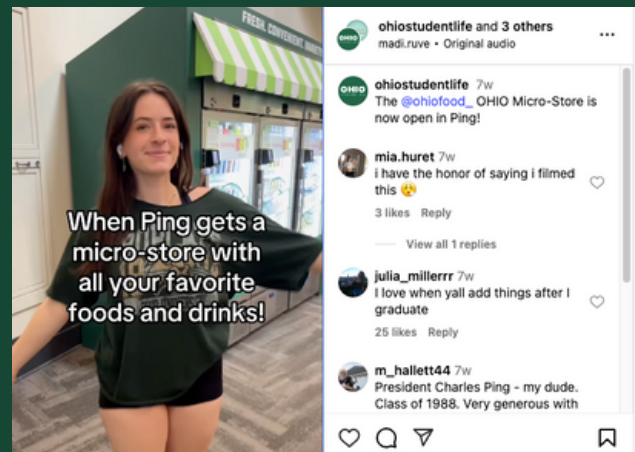 FRESH. CONVENIENT. VARIETY
When Ping gets a
micro-store with
all your favorite
foods and drinks!
OHIO
ohiostudentlife and 3 others
madi.ruve • Original audio
OHIO
ohiostudentlife 7w
The @ohiofood_ OHIO Micro-Store is
now open in Ping!
mia.huret 7w
i have the honor of saying i filmed
this 😗
3 likes Reply
View all 1 replies
julia_millerrr 7w
I love when yall add things after I
graduate
25 likes Reply
m_hallett44 7w
President Charles Ping - my dude.
Class of 1988. Very generous with